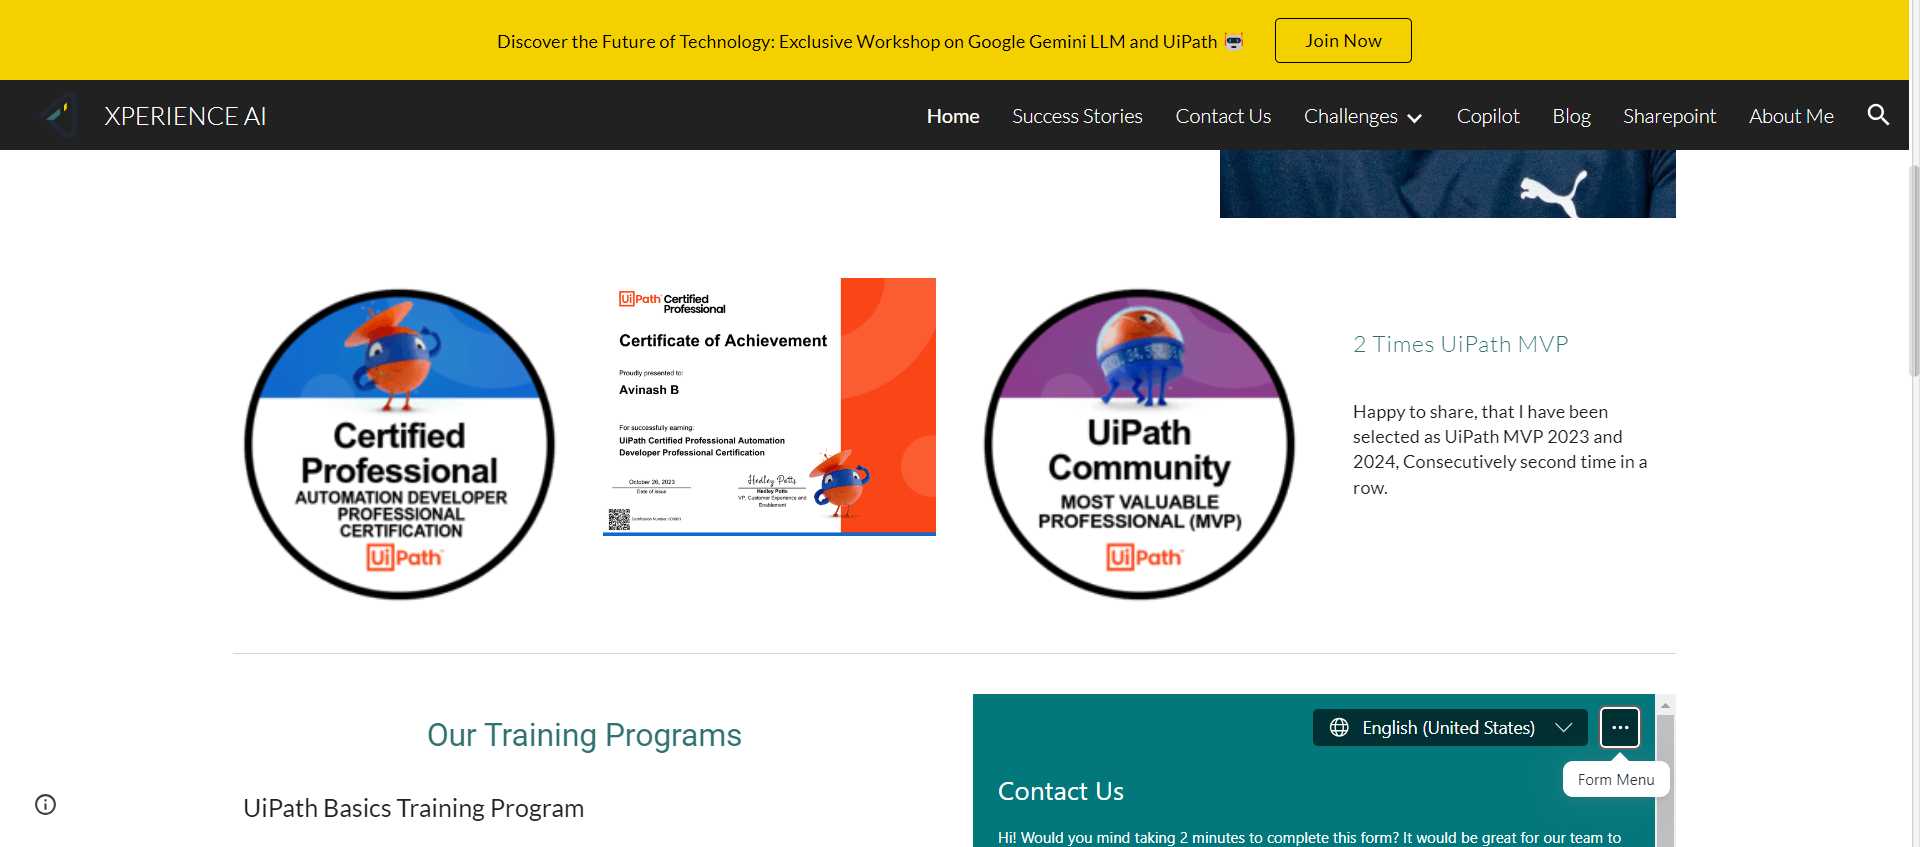 Discover the Future of Technology: Exclusive Workshop on Google Gemini LLM and UiPath
Join Now
XPERIENCE AI
Home
Success Stories
Contact Us
Challenges
Copilot
Blog
Sharepoint
About Me
Certified
Professional
AUTOMATION DEVELOPER
PROFESSIONAL
CERTIFICATION
UiPath
UiPath Certified
Professional
Certificate of Achievement
Proudly presented to:
Avinash B
For successfully earning:
UiPath Certified Professional Automation
Developer Professional Certification
October 26, 2023
Date of issue
Hedley Potts
Hedley Potts
VP, Customer Experience and
Enablement
Certification Number:
UiPath
Community
MOST VALUABLE
PROFESSIONAL (MVP)
UiPath
2 Times UiPath MVP
Happy to share, that I have been
selected as UiPath MVP 2023 and
2024, Consecutively second time in a
row.
Our Training Programs
UiPath Basics Training Program
English (United States)
Form Menu
Contact Us
Hi! Would you mind taking 2 minutes to complete this form? It would be great for our team to